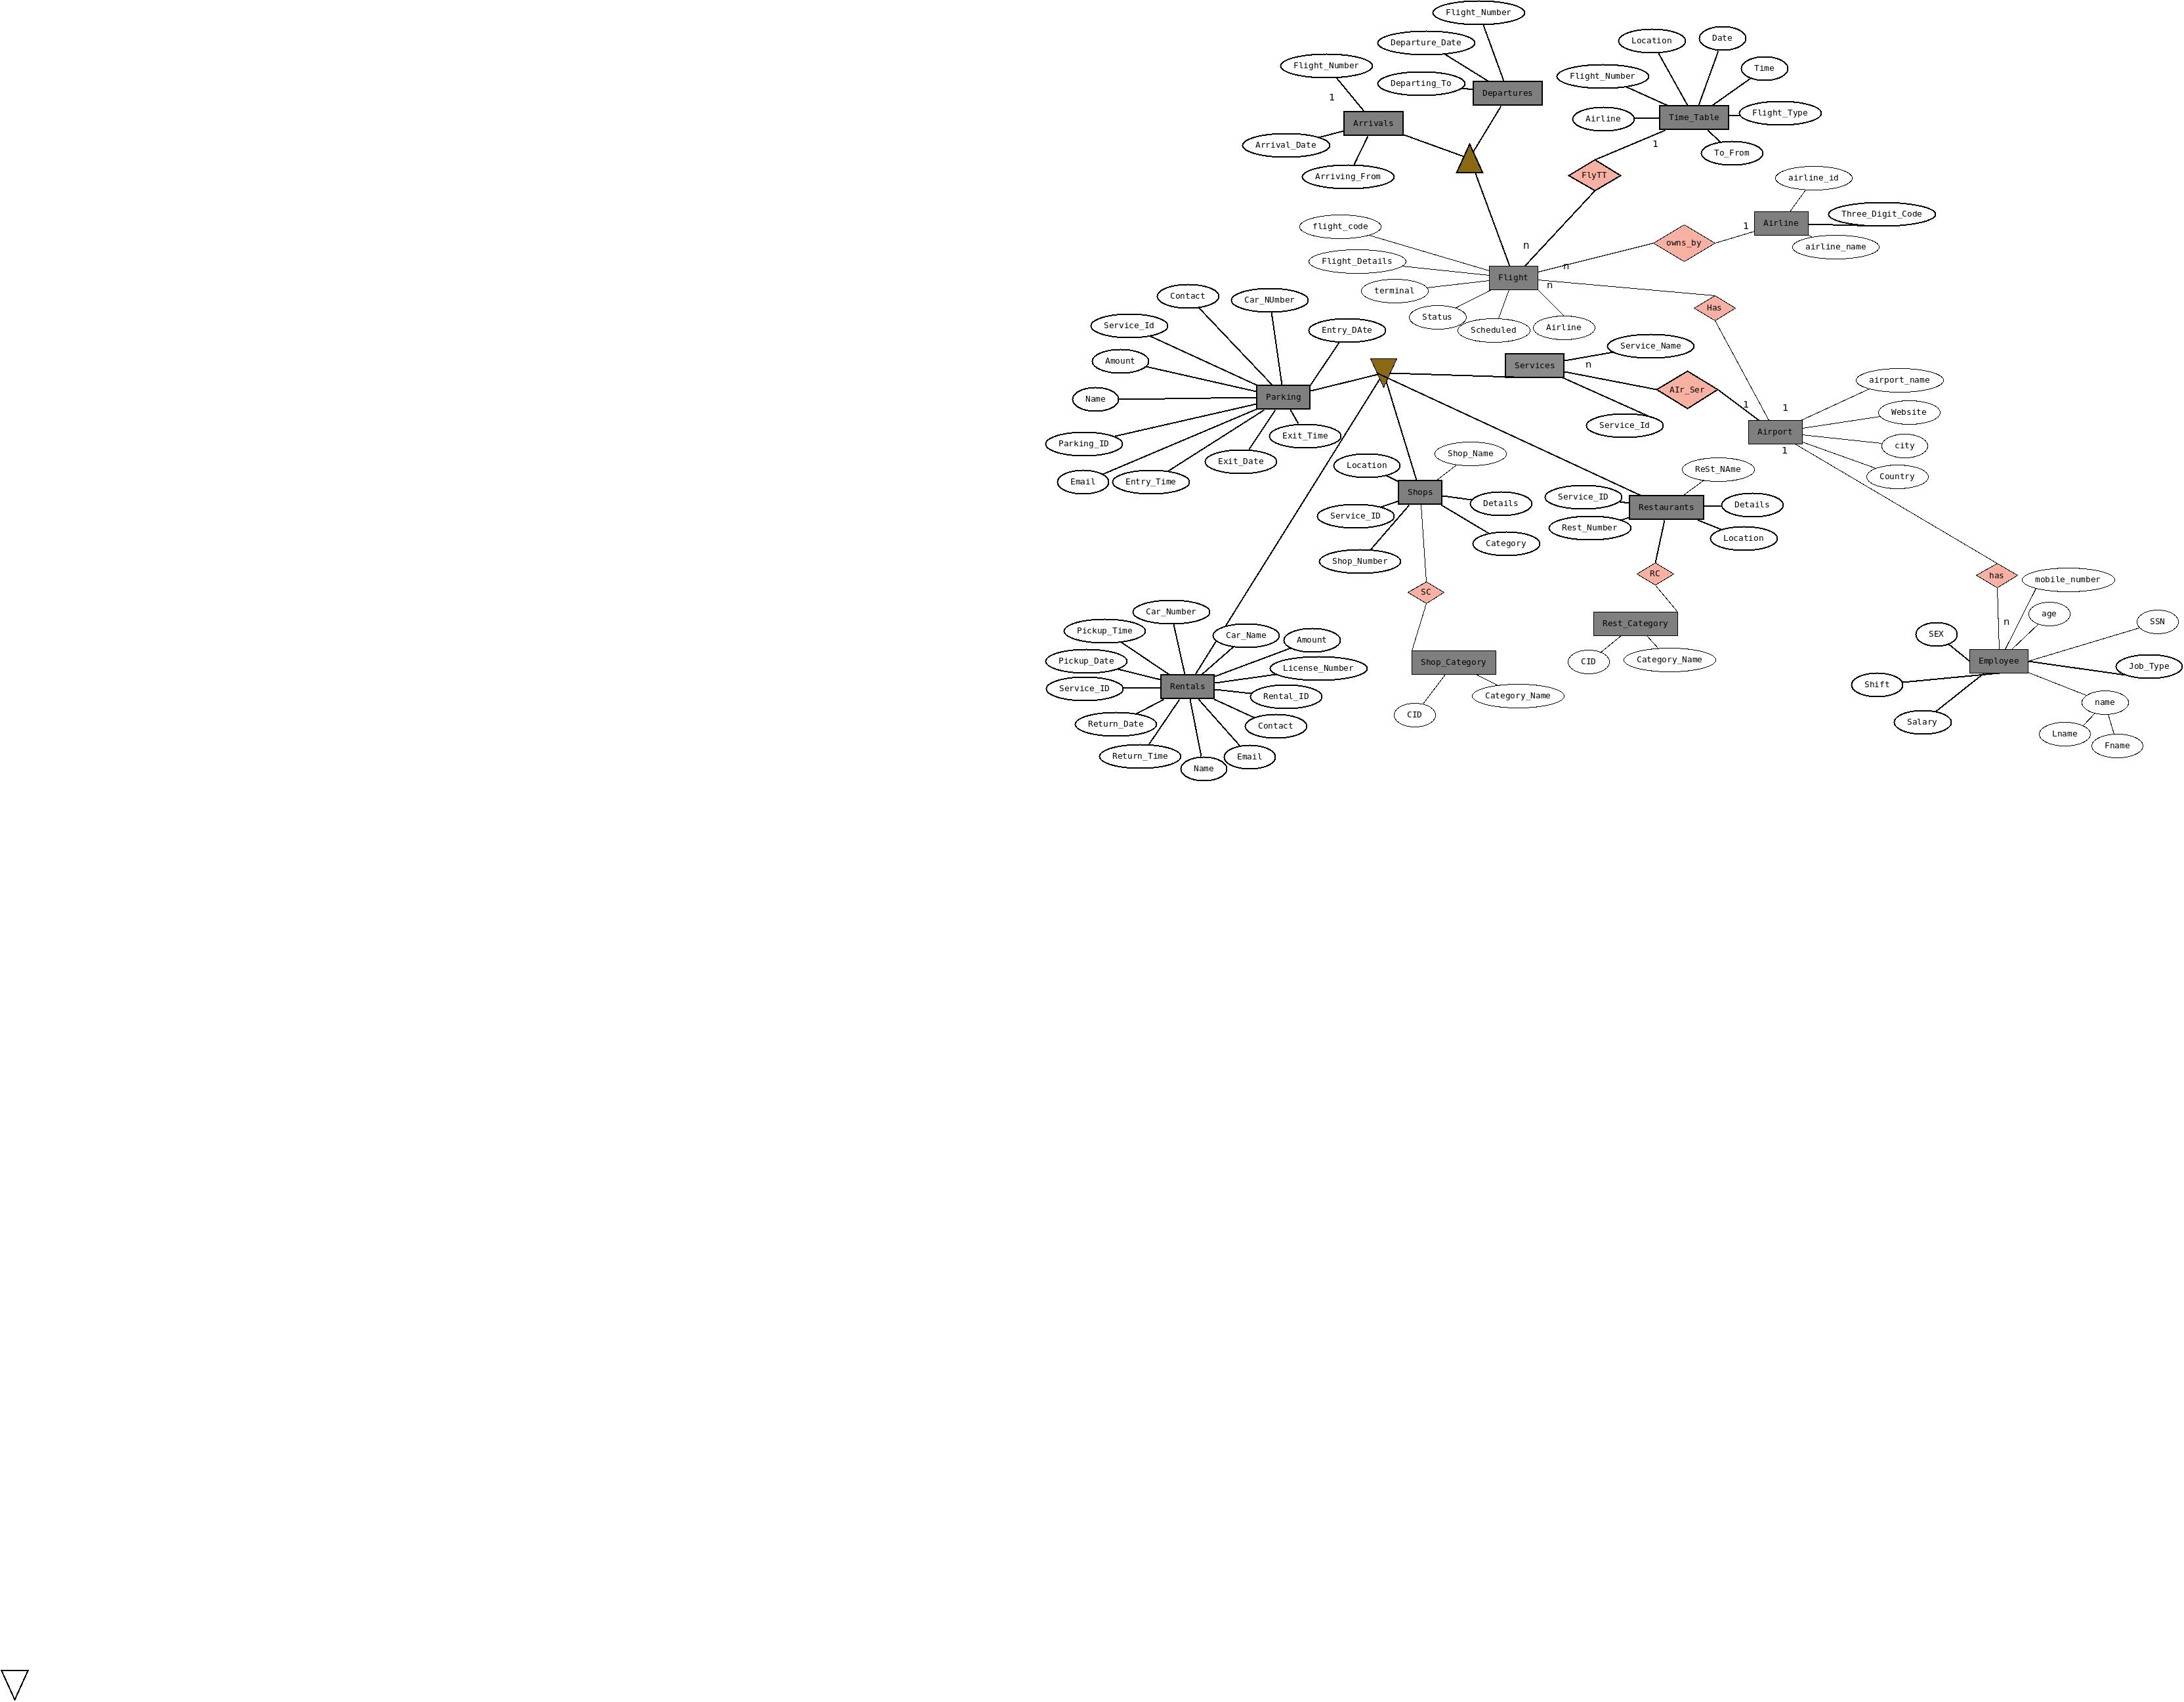 Flight_Number
Departure_Date
Departing_To
Departures
Flight_Number
1
Arrivals
Arrival_Date
Arriving_From
Location
Date
Time
Flight_Number
Airline
Time_Table
Flight_Type
To_From
1
FlyTT
n
airline_id
Airline
Three_Digit_Code
airline_name
1
owns_by
n
flight_code
Flight_Details
terminal
Status
Scheduled
Airline
Flight
n
Has
Contact
Car_NUmber
Service_Id
Entry_DAte
Amount
Name
Parking
Parking_ID
Exit_Time
Exit_Date
Email
Entry_Time
Services
Service_Name
n
AIr_Ser
Service_Id
1
1
Airport
1
airport_name
Website
city
Country
Location
Shop_Name
Shops
Details
Service_ID
Category
Shop_Number
SC
Shop_Category
CID
Category_Name
ReSt_NAme
Service_ID
Restaurants
Details
Rest_Number
Location
RC
Rest_Category
CID
Category_Name
Car_Number
Pickup_Time
Car_Name
Amount
Pickup_Date
License_Number
Service_ID
Rentals
Rental_ID
Return_Date
Contact
Return_Time
Name
Email
has
mobile_number
age
n
SEX
SSN
Employee
Job_Type
Shift
name
Salary
Lname
Fname